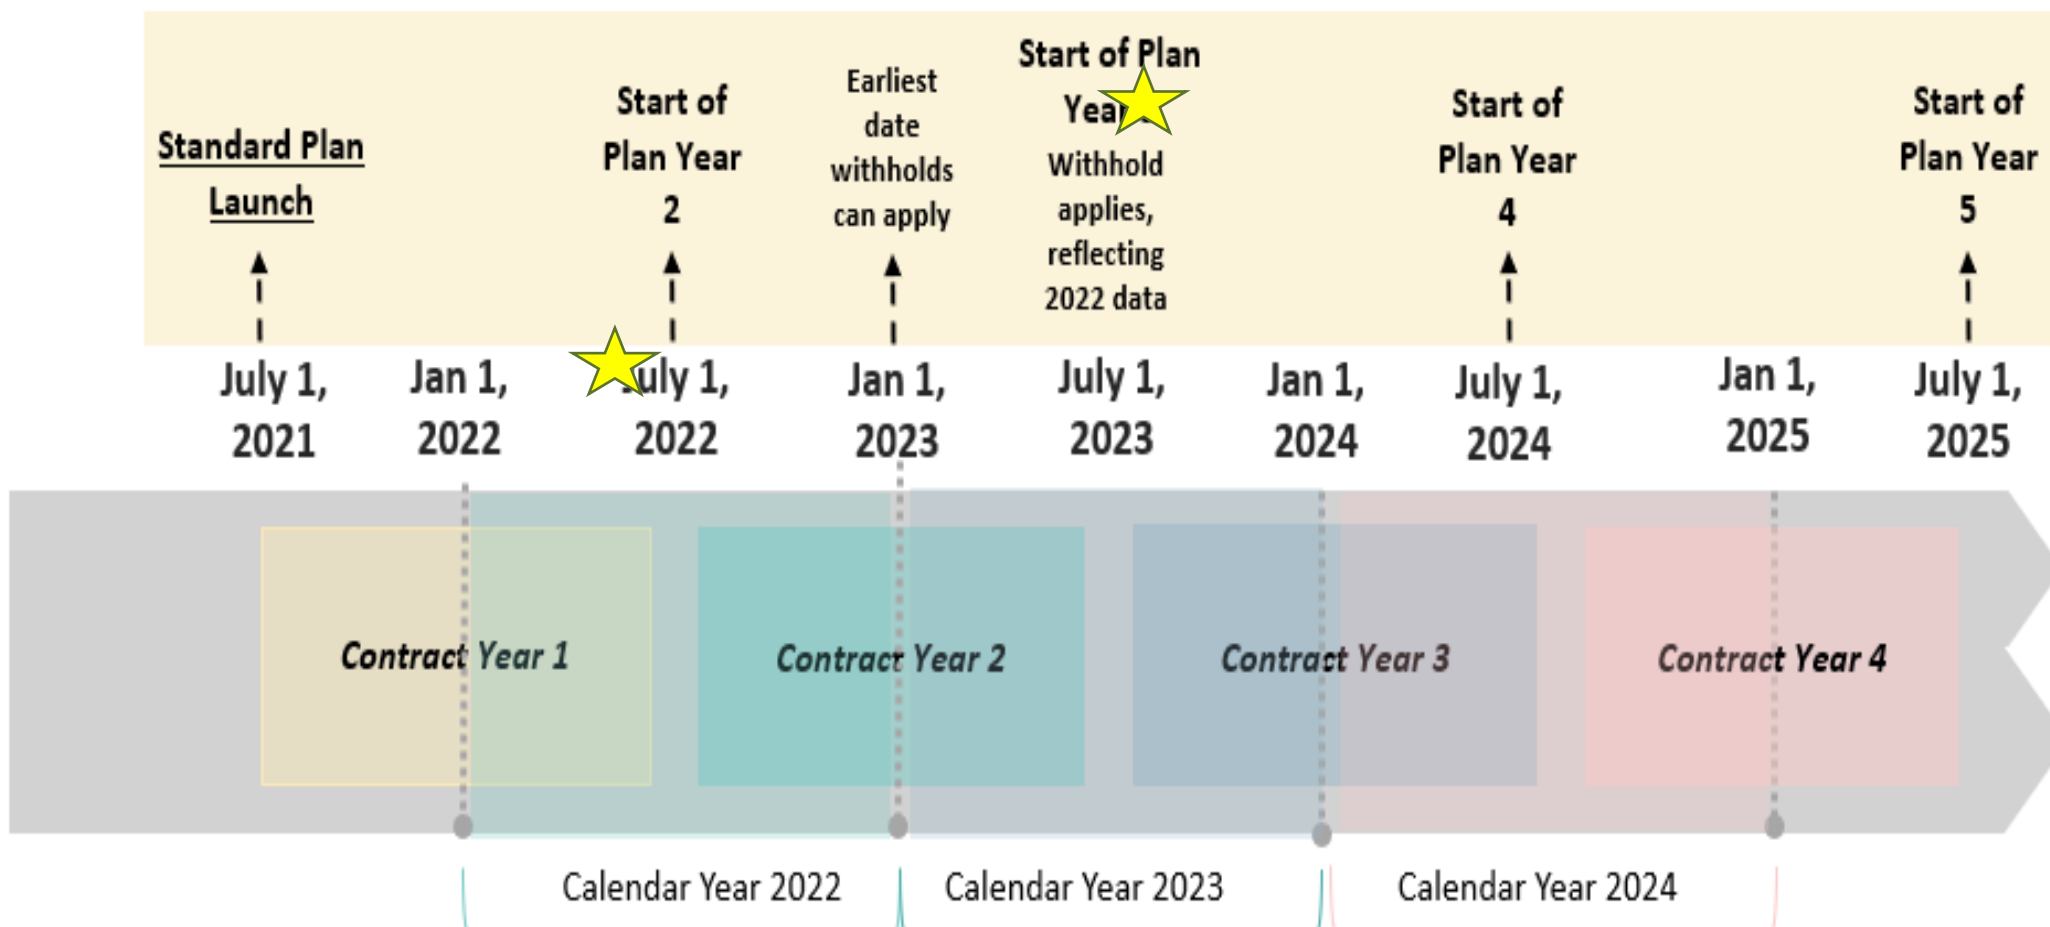 Standard Plan
Launch
Start of
Plan Year
2
Earliest
date
withholds
can apply
Start of Plan
Withhold
applies,
reflecting
2022 data
Start of
Plan Year
4
Start of
Plan Year
5
July 1,
2021
Jan 1,
2022
July 1,
2022
Jan 1,
2023
July 1,
2023
Jan 1,
2024
July 1,
2024
Jan 1,
2025
July 1,
2025
Contract Year 1
Contract Year 2
Contract Year 3
Contract Year 4
Calendar Year 2022
Calendar Year 2023
Calendar Year 2024